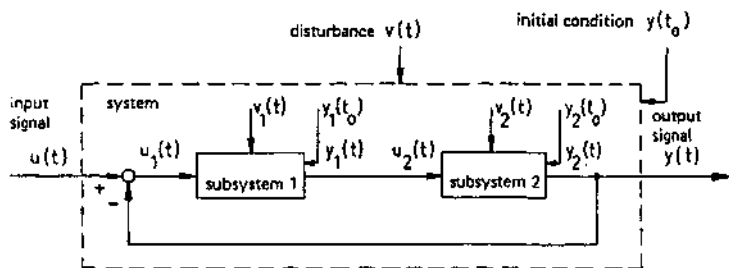 disturbance v(t)
initial condition y(t₀)
input signal
u(t)
system
v₁(t)
y₁(t₀)
v₂(t)
y₂(t₀)
output signal
y(t)
u₁(t)
subsystem 1
y₁(t)
u₂(t)
subsystem 2
y₂(t)
+
−